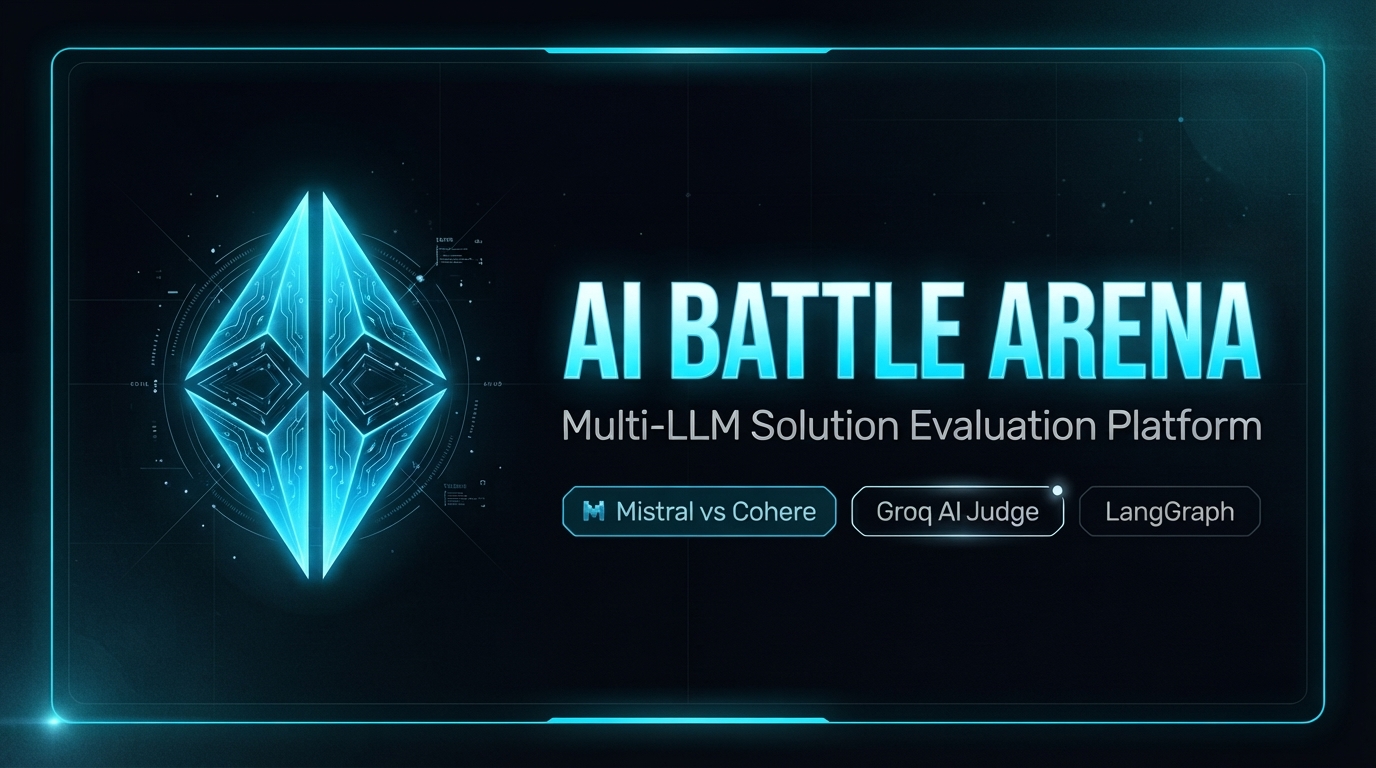 AI BATTLE ARENA
Multi-LLM Solution Evaluation Platform
Mistral vs Cohere
Groq AI Judge
LangGraph